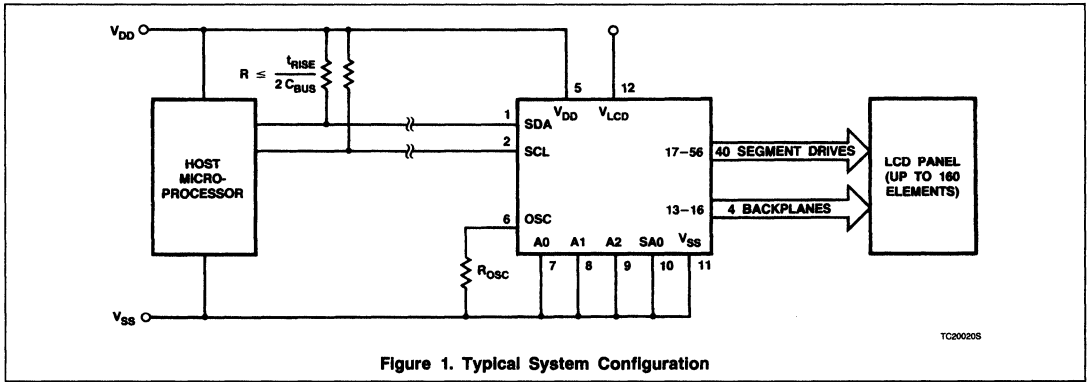 VDD
R ≤ tRISE
2 CBUS
5
12
VDD
VLCD
1
SDA
2
SCL
HOST
MICRO-
PROCESSOR
17–56
40 SEGMENT DRIVES
LCD PANEL
(UP TO 160
ELEMENTS)
13–16
4 BACKPLANES
6
OSC
A0
A1
A2
SA0
VSS
ROSC
7
8
9
10
11
VSS
TC20020S
Figure 1. Typical System Configuration